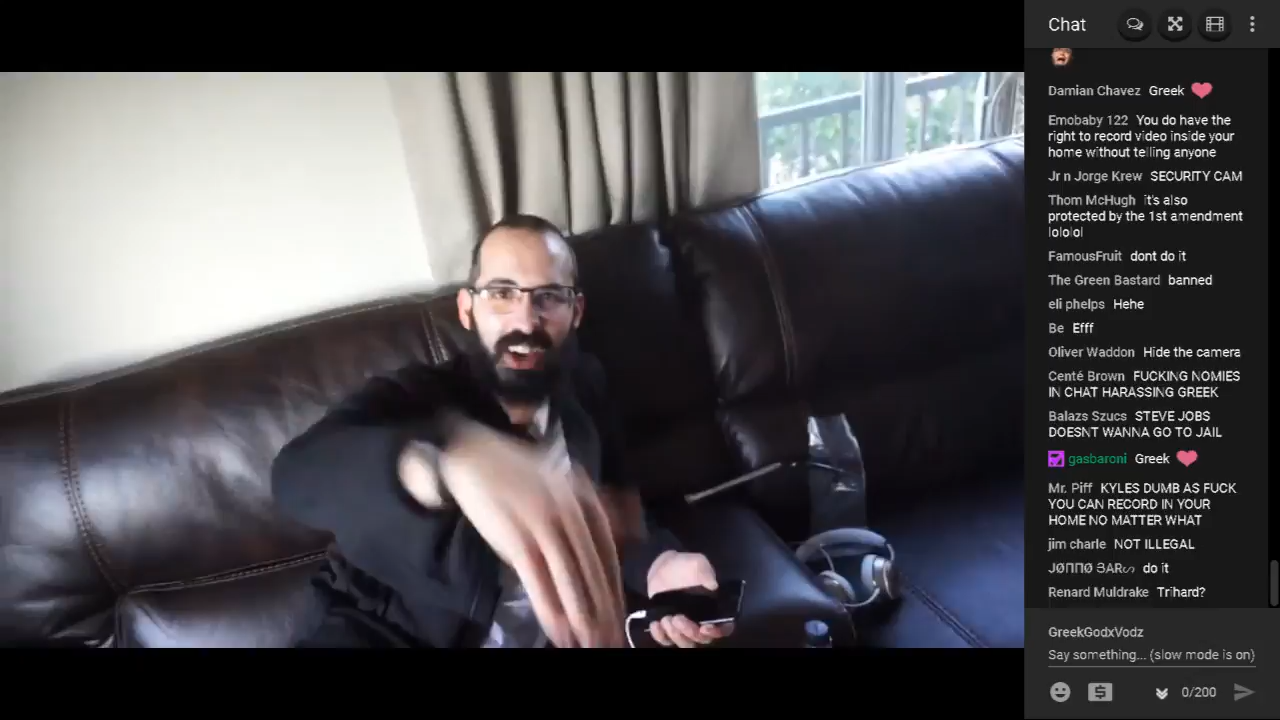 Chat
Damian Chavez Greek
Emobaby 122 You do have the
right to record video inside your
home without telling anyone
Jr n Jorge Krew SECURITY CAM
Thom McHugh it's also
protected by the 1st amendment
lololol
FamousFruit dont do it
The Green Bastard banned
eli phelps Hehe
Be Efff
Oliver Waddon Hide the camera
Centé Brown FUCKING NOMIES
IN CHAT HARASSING GREEK
Balazs Szucs STEVE JOBS
DOESNT WANNA GO TO JAIL
gasbaroni Greek
Mr. Piff KYLES DUMB AS FUCK
YOU CAN RECORD IN YOUR
HOME NO MATTER WHAT
jim charle NOT ILLEGAL
do it
Renard Muldrake Trihard?
GreekGodxVodz
Say something... (slow mode is on)
0/200